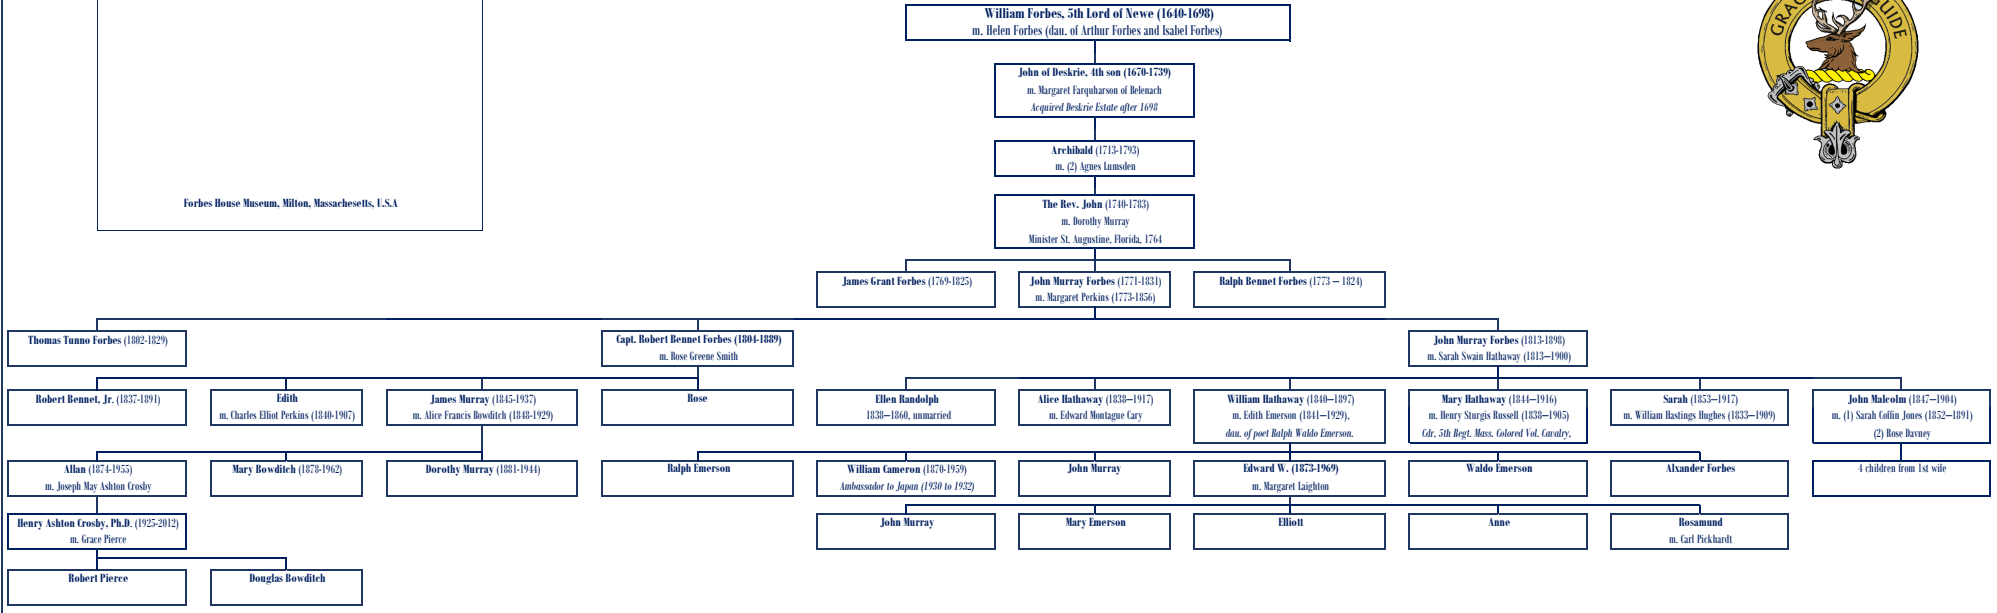 William Forbes, 5th Lord of Newe (1640-1698)
m. Helen Forbes (dau. of Arthur Forbes and Isabel Forbes)
GUIDE
John of Deskrie, 4th son (1670-1739)
m. Margaret Farquharson of Belenach
Acquired Deskrie Estate after 1698
Archibald (1713-1793)
m. (2) Agnes Lumsden
Forbes House Museum, Milton, Massachesetts, U.S.A
The Rev. John (1740-1783)
m. Dorothy Murray
Minister St. Augustine, Florida, 1764
James Grant Forbes (1769-1825)
John Murray Forbes (1771-1831)
m. Margaret Perkins (1773-1856)
Ralph Bennet Forbes (1773 – 1824)
Thomas Tunno Forbes (1802-1829)
Capt. Robert Bennet Forbes (1804-1889)
m. Rose Greene Smith
John Murray Forbes (1813-1898)
m. Sarah Swain Hathaway (1813–1900)
Robert Bennet, Jr. (1837-1891)
Edith
m. Charles Elliot Perkins (1840-1907)
James Murray (1845-1937)
m. Alice Francis Bowditch (1848-1929)
Rose
Ellen Randolph
1838–1860, unmarried
Alice Hathaway (1838–1917)
m. Edward Montague Cary
William Hathaway (1840–1897)
m. Edith Emerson (1841–1929),
dau. of poet Ralph Waldo Emerson.
Mary Hathaway (1844–1916)
m. Henry Sturgis Russell (1838–1905)
Cdr, 5th Regt. Mass. Colored Vol. Cavalry,
Sarah (1853–1917)
m. William Hastings Hughes (1833–1909)
John Malcolm (1847–1904)
m. (1) Sarah Coffin Jones (1852–1891)
(2) Rose Davney
Allan (1874-1955)
m. Joseph May Ashton Crosby
Mary Bowditch (1878-1962)
Dorothy Murray (1881-1944)
Ralph Emerson
William Cameron (1870-1959)
Ambassador to Japan (1930 to 1932)
John Murray
Edward W. (1873-1969)
m. Margaret Laighton
Waldo Emerson
Alxander Forbes
4 children from 1st wife
Henry Ashton Crosby, Ph.D. (1925-2012)
m. Grace Pierce
John Murray
Mary Emerson
Elliott
Anne
Rosamund
m. Carl Pickhardt
Robert Pierce
Douglas Bowditch